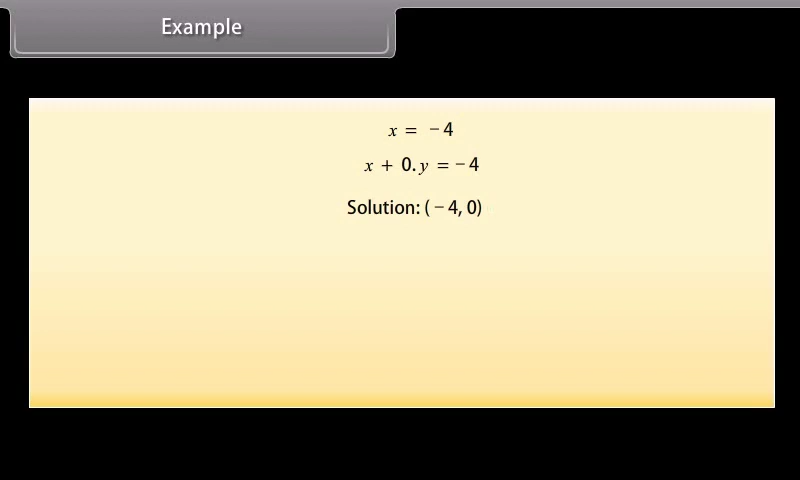 Example
x = −4
x + 0. y = −4
Solution: (−4, 0)